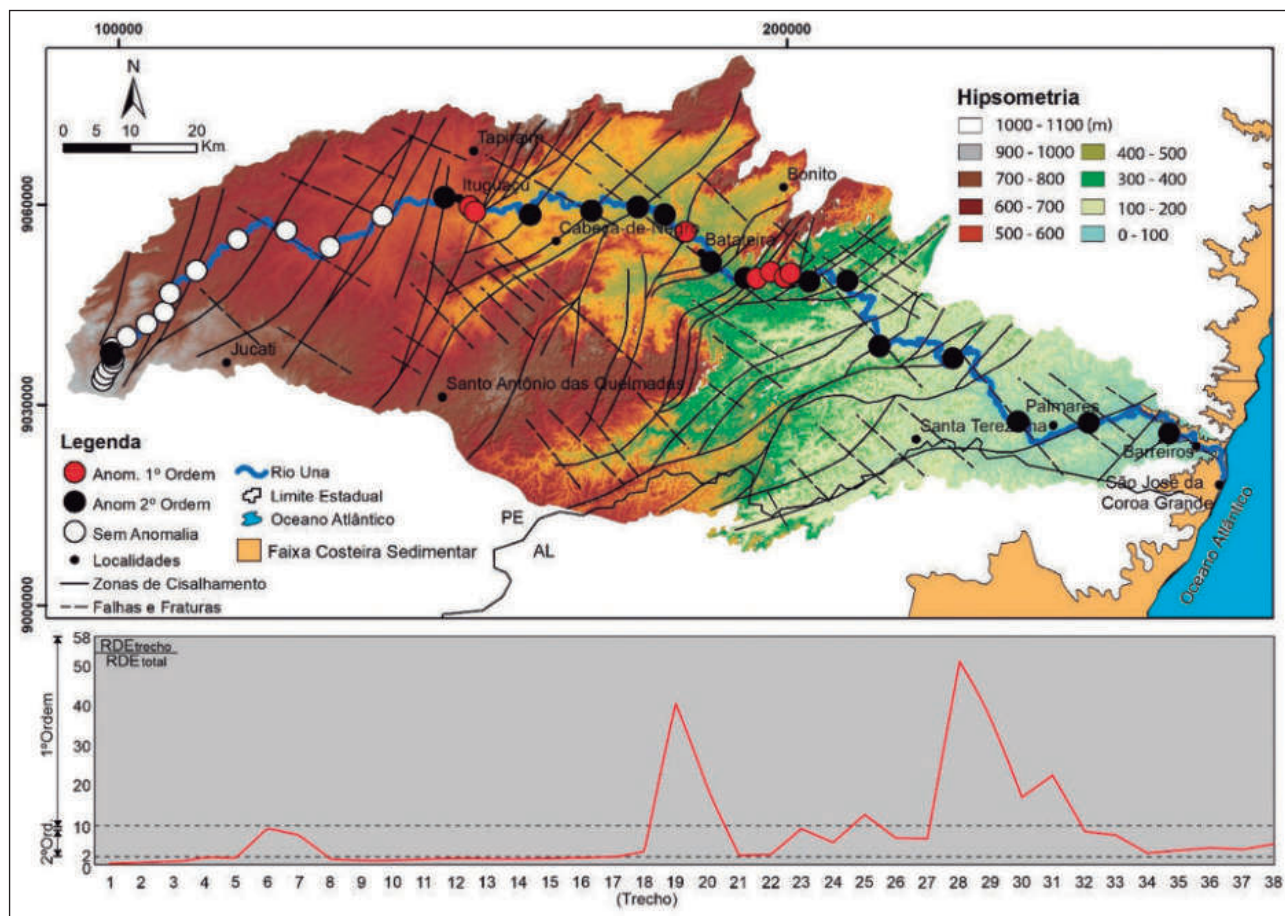 100000 200000
N
0 5 10 20
Km
Hipsometria
1000 - 1100 (m)
900 - 1000
700 - 800
600 - 700
500 - 600
400 - 500
300 - 400
100 - 200
0 - 100
9060000
9030000
9000000
Tapiraim
Ituguaçu
Bonito
Cabeça-de-Negro
Batateira
Jucati
Santo Antônio das Queimadas
Palmares
Santa Terezinha
Barreiros
São José da
Coroa Grande
Oceano Atlântico
PE
AL
Legenda
Anom. 1º Ordem
Anom 2º Ordem
Sem Anomalia
Localidades
Zonas de Cisalhamento
Falhas e Fraturas
Rio Una
Limite Estadual
Oceano Atlântico
Faixa Costeira Sedimentar
RDEtrecho
RDEtotal
58
50
40
30
20
10
2
0
1ºOrdem
2ºOrd.
1 2 3 4 5 6 7 8 9 10 11 12 13 14 15 16 17 18 19 20 21 22 23 24 25 26 27 28 29 30 31 32 33 34 35 36 37 38
(Trecho)